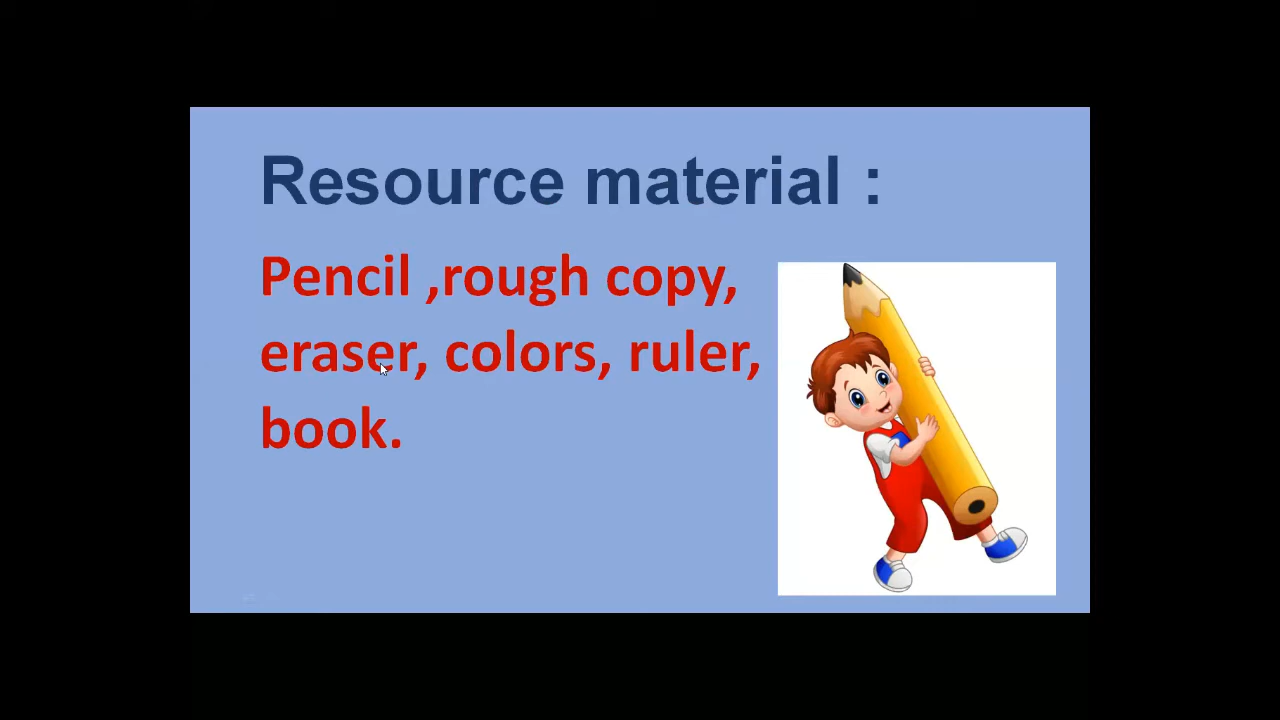 Resource material :
Pencil ,rough copy,
eraser, colors, ruler,
book.